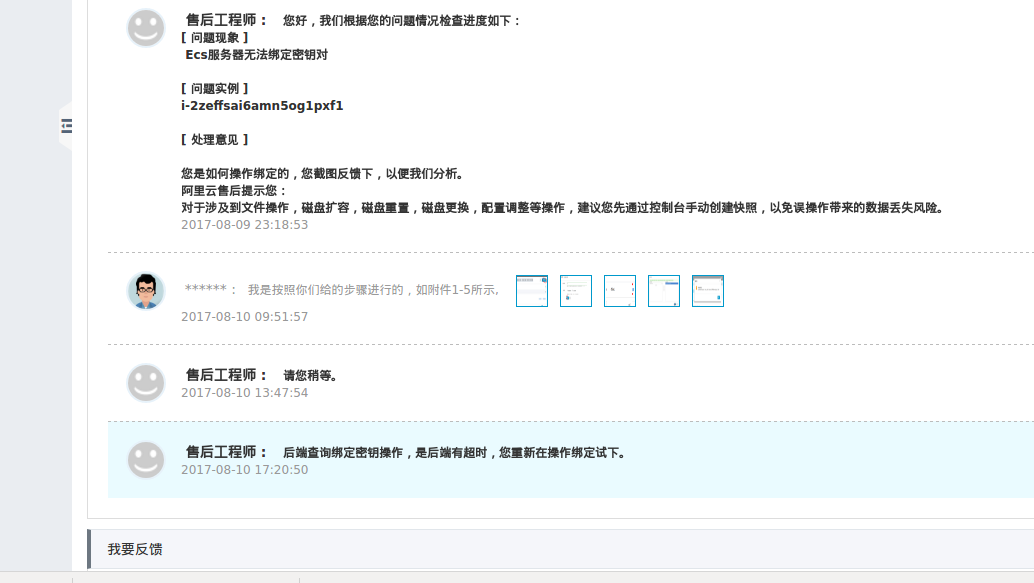 售后工程师： 您好，我们根据您的问题情况检查进度如下：
[ 问题现象 ]
Ecs服务器无法绑定密钥对
[ 问题实例 ]
i-2zeffsai6amn5og1pxf1
[ 处理意见 ]
您是如何操作绑定的，您截图反馈下，以便我们分析。
阿里云售后提示您：
对于涉及到文件操作，磁盘扩容，磁盘重置，磁盘更换，配置调整等操作，建议您先通过控制台手动创建快照，以免误操作带来的数据丢失风险。
2017-08-09 23:18:53
****** ： 我是按照你们给的步骤进行的，如附件1-5所示,
2017-08-10 09:51:57
售后工程师： 请您稍等。
2017-08-10 13:47:54
售后工程师： 后端查询绑定密钥操作，是后端有超时，您重新在操作绑定试下。
2017-08-10 17:20:50
我要反馈